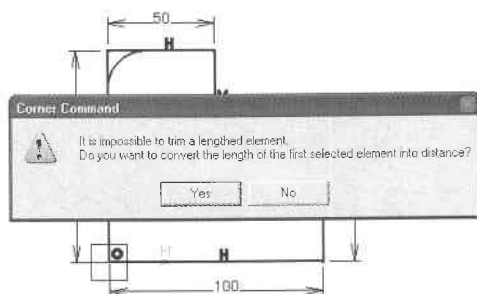 50
H
Corner Command
It is impossible to trim a lengthed element.
Do you want to convert the length of the first selected element into distance?
Yes
No
H
H
100